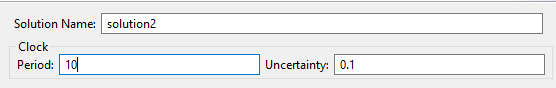 Solution Name: solution2
Clock
Period: 10 Uncertainty: 0.1